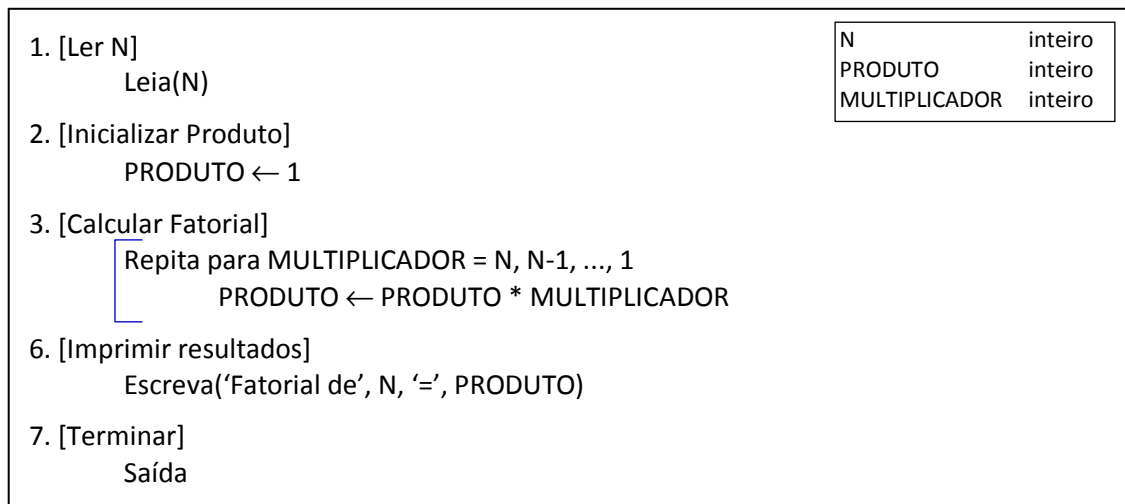 1. [Ler N]
Leia(N)
2. [Inicializar Produto]
PRODUTO ← 1
3. [Calcular Fatorial]
Repita para MULTIPLICADOR = N, N-1, ..., 1
PRODUTO ← PRODUTO * MULTIPLICADOR
6. [Imprimir resultados]
Escreva(‘Fatorial de’, N, ‘=’, PRODUTO)
7. [Terminar]
Saída
N inteiro
PRODUTO inteiro
MULTIPLICADOR inteiro